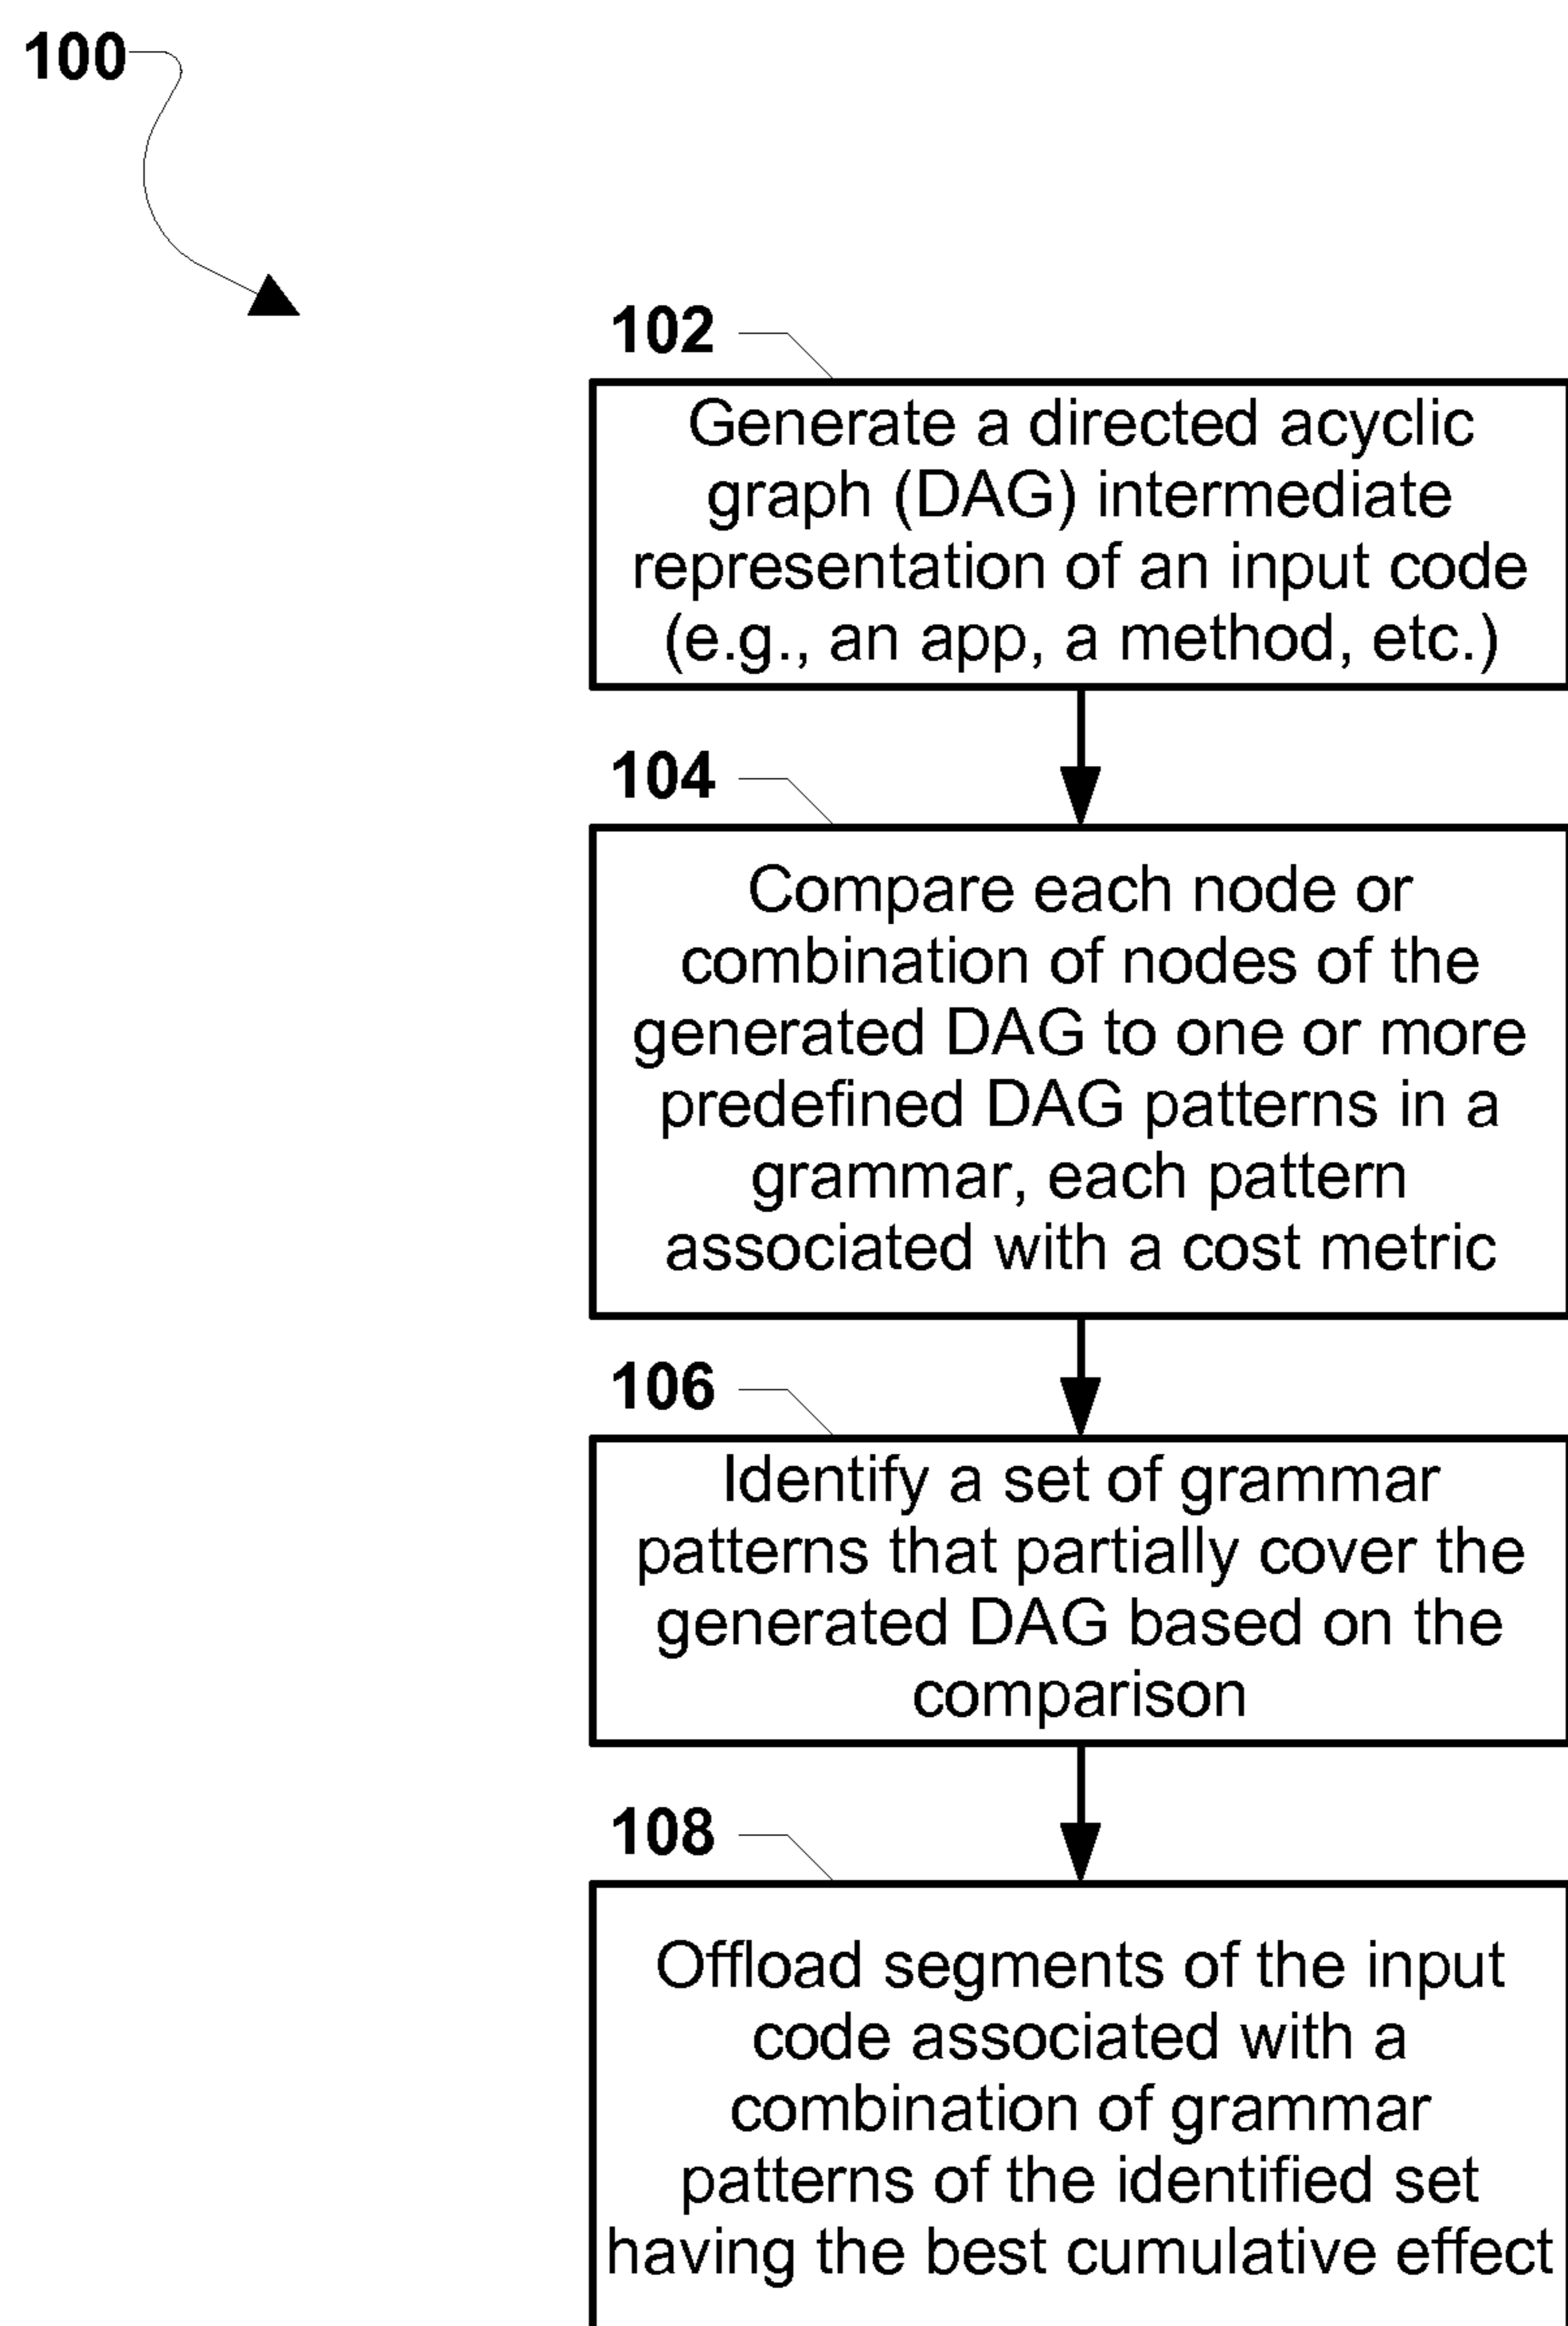 100
102
Generate a directed acyclic
graph (DAG) intermediate
representation of an input code
(e.g., an app, a method, etc.)
104
Compare each node or
combination of nodes of the
generated DAG to one or more
predefined DAG patterns in a
grammar, each pattern
associated with a cost metric
106
Identify a set of grammar
patterns that partially cover the
generated DAG based on the
comparison
108
Offload segments of the input
code associated with a
combination of grammar
patterns of the identified set
having the best cumulative effect